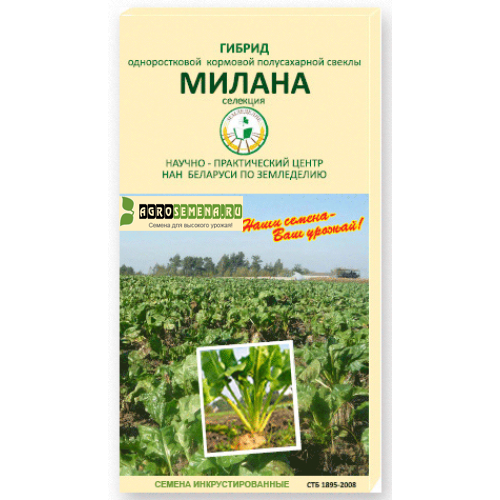 ГИБРИД
одноростковой кормовой полусахарной свеклы
МИЛАНА
селекция
ЗЕМЛЕДЕЛИЕ
НАУЧНО - ПРАКТИЧЕСКИЙ ЦЕНТР
НАН БЕЛАРУСИ ПО ЗЕМЛЕДЕЛИЮ
AGROSEMENA.RU
Семена для высокого урожая!
Наши семена-
Ваш урожай!
СЕМЕНА ИНКРУСТИРОВАННЫЕ
СТБ 1895-2008